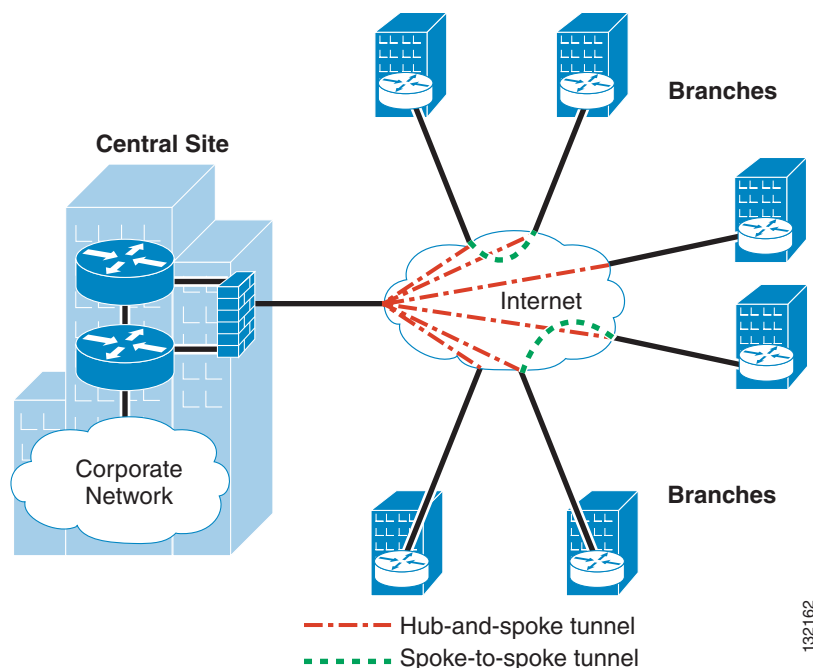 Branches
Central Site
Internet
Corporate
Network
Branches
Hub-and-spoke tunnel
Spoke-to-spoke tunnel
132162